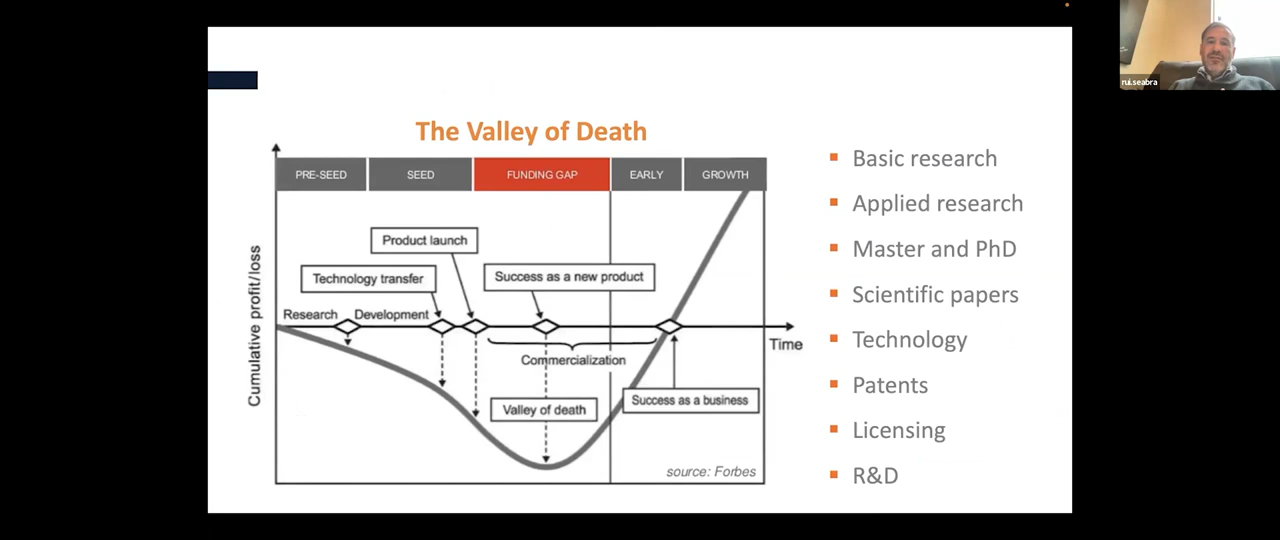 rui.seabra
The Valley of Death
PRE-SEED
SEED
FUNDING GAP
EARLY
GROWTH
Product launch
Technology transfer
Success as a new product
Research
Development
Time
Commercialization
Cumulative profit/loss
Success as a business
Valley of death
source: Forbes
Basic research
Applied research
Master and PhD
Scientific papers
Technology
Patents
Licensing
R&D